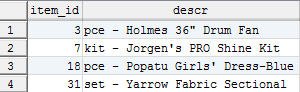 item_id descr
1 3 pce - Holmes 36" Drum Fan
2 7 kit - Jorgen's PRO Shine Kit
3 18 pce - Popatu Girls' Dress-Blue
4 31 set - Yarrow Fabric Sectional